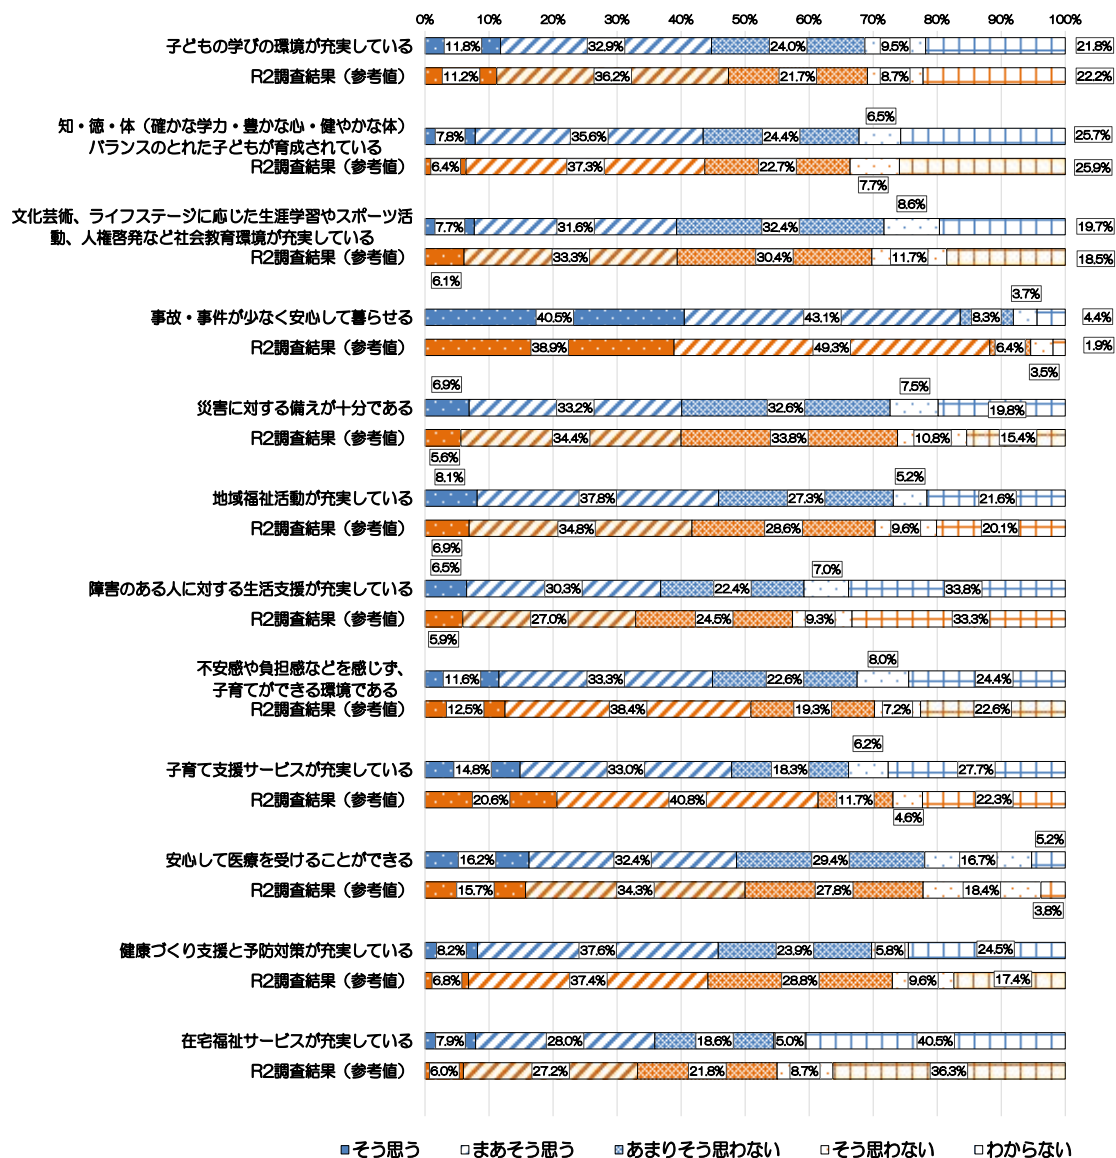 0% 10% 20% 30% 40% 50% 60% 70% 80% 90% 100%
子どもの学びの環境が充実している 11.8% 32.9% 24.0% 9.5% 21.8%
R2調査結果（参考値） 11.2% 36.2% 21.7% 8.7% 22.2%
6.5%
知・徳・体（確かな学力・豊かな心・健やかな体）
バランスのとれた子どもが育成されている 7.8% 35.6% 24.4% 25.7%
R2調査結果（参考値） 6.4% 37.3% 22.7% 25.9%
7.7%
8.6%
文化芸術、ライフステージに応じた生涯学習やスポーツ活
動、人権啓発など社会教育環境が充実している 7.7% 31.6% 32.4% 19.7%
R2調査結果（参考値） 33.3% 30.4% 11.7% 18.5%
6.1%
3.7%
事故・事件が少なく安心して暮らせる 40.5% 43.1% 8.3% 4.4%
R2調査結果（参考値） 38.9% 49.3% 6.4% 1.9%
3.5%
6.9% 7.5%
災害に対する備えが十分である 33.2% 32.6% 19.8%
R2調査結果（参考値） 34.4% 33.8% 10.8% 15.4%
5.6%
8.1% 5.2%
地域福祉活動が充実している 37.8% 27.3% 21.6%
R2調査結果（参考値） 34.8% 28.6% 9.6% 20.1%
6.9%
6.5% 7.0%
障害のある人に対する生活支援が充実している 30.3% 22.4% 33.8%
R2調査結果（参考値） 27.0% 24.5% 9.3% 33.3%
5.9%
8.0%
不安感や負担感などを感じず、
子育てができる環境である 11.6% 33.3% 22.6% 24.4%
R2調査結果（参考値） 12.5% 38.4% 19.3% 7.2% 22.6%
6.2%
子育て支援サービスが充実している 14.8% 33.0% 18.3% 27.7%
R2調査結果（参考値） 20.6% 40.8% 11.7% 22.3%
4.6%
5.2%
安心して医療を受けることができる 16.2% 32.4% 29.4% 16.7%
R2調査結果（参考値） 15.7% 34.3% 27.8% 18.4%
3.8%
健康づくり支援と予防対策が充実している 8.2% 37.6% 23.9% 5.8% 24.5%
R2調査結果（参考値） 6.8% 37.4% 28.8% 9.6% 17.4%
在宅福祉サービスが充実している 7.9% 28.0% 18.6% 5.0% 40.5%
R2調査結果（参考値） 6.0% 27.2% 21.8% 8.7% 36.3%
そう思う まあそう思う あまりそう思わない そう思わない わからない